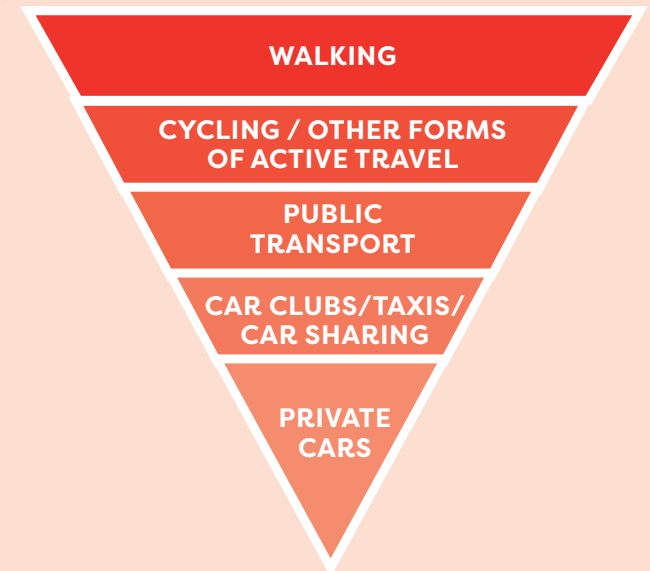 WALKING
CYCLING / OTHER FORMS
OF ACTIVE TRAVEL
PUBLIC
TRANSPORT
CAR CLUBS/TAXIS/
CAR SHARING
PRIVATE
CARS